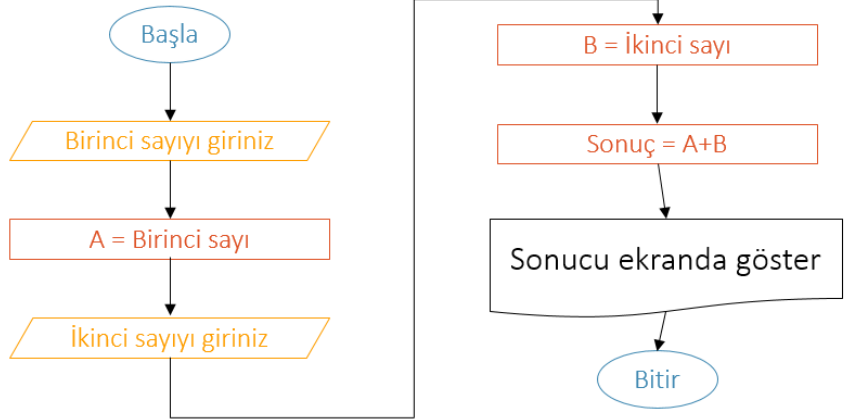 Başla
Birinci sayıyı giriniz
A = Birinci sayı
İkinci sayıyı giriniz
B = İkinci sayı
Sonuç = A+B
Sonucu ekranda göster
Bitir